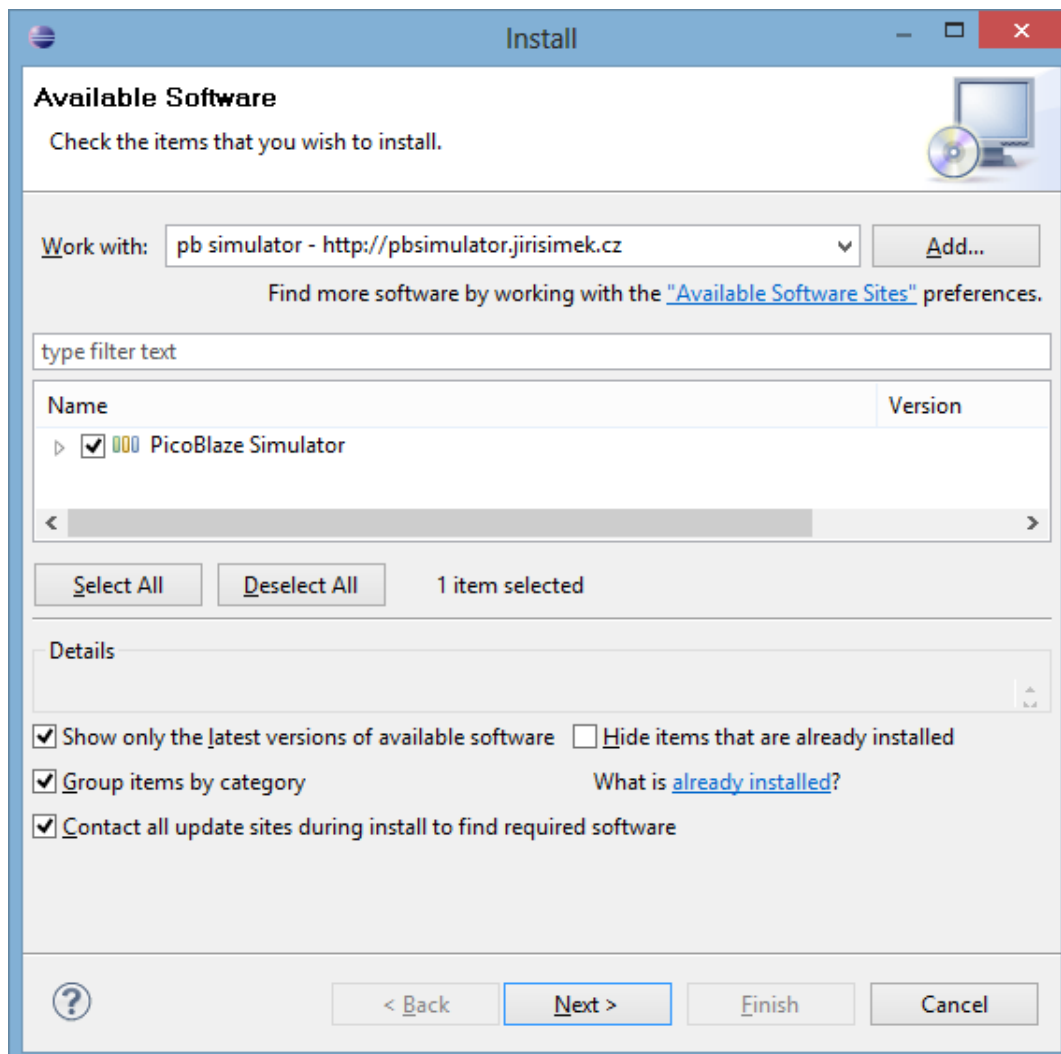 Install
Available Software
Check the items that you wish to install.
Work with: pb simulator - http://pbsimulator.jirisimek.cz Add...
Find more software by working with the "Available Software Sites" preferences.
type filter text
Name Version
PicoBlaze Simulator
Select All Deselect All 1 item selected
Details
Show only the latest versions of available software Hide items that are already installed
Group items by category What is already installed?
Contact all update sites during install to find required software
? < Back Next > Finish Cancel